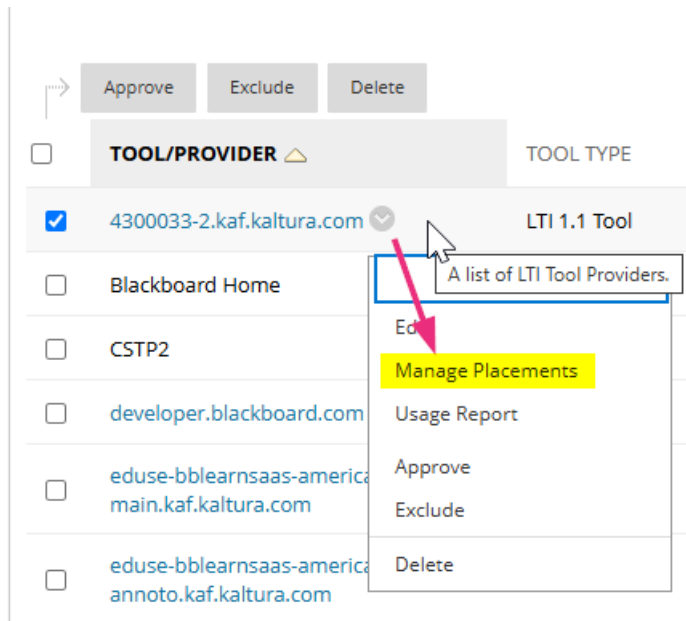 Approve Exclude Delete
TOOL/PROVIDER TOOL TYPE
4300033-2.kaf.kaltura.com LTI 1.1 Tool
A list of LTI Tool Providers.
Blackboard Home
CSTP2
developer.blackboard.com
eduse-bblearnsaas-america
main.kaf.kaltura.com
eduse-bblearnsaas-america
annoto.kaf.kaltura.com
Manage Placements
Usage Report
Approve
Exclude
Delete